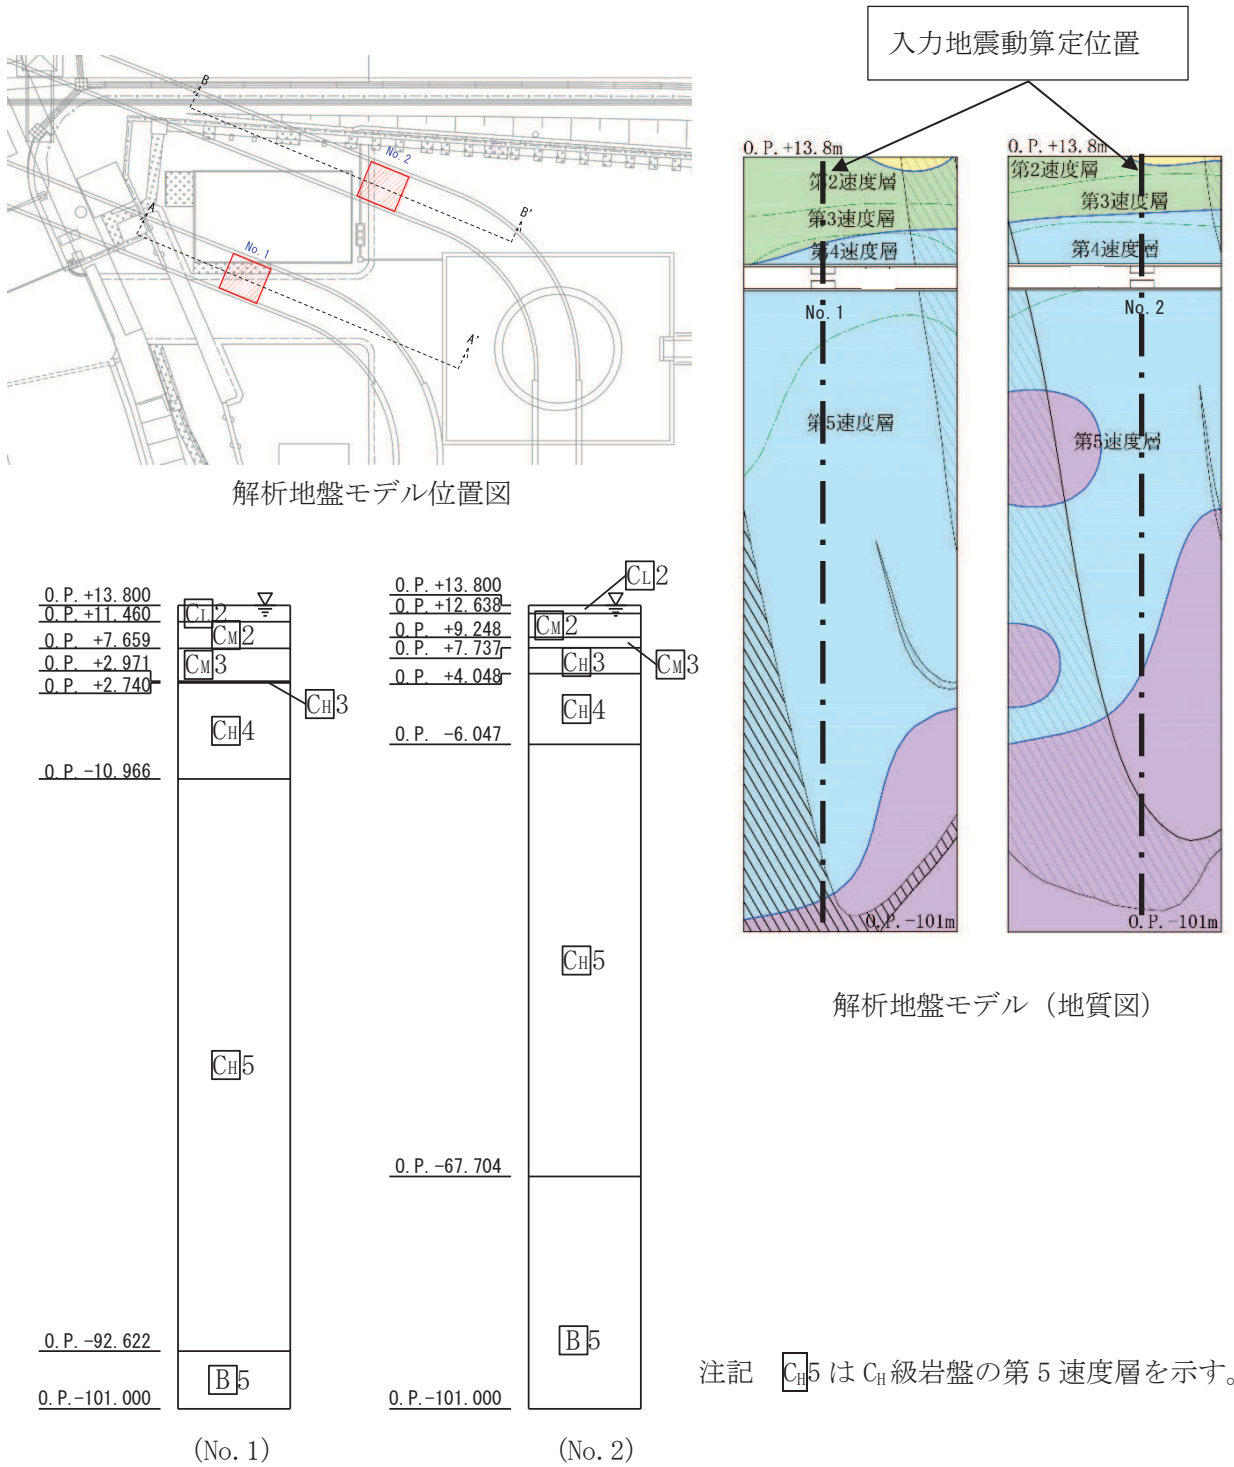 入力地震動算定位置
B
No. 2
A
B'
No. 1
A'
解析地盤モデル位置図
O.P.+13.8m
第2速度層
第3速度層
第4速度層
No. 1
第5速度層
O.P.-101m
O.P.+13.8m
第2速度層
第3速度層
第4速度層
No. 2
第5速度層
O.P.-101m
解析地盤モデル（地質図）
O.P.+13.800
O.P.+11.460
O.P. +7.659
O.P. +2.971
O.P. +2.740
O.P.-10.966
O.P.-92.622
O.P.-101.000
CL2
CM2
CM3
CH3
CH4
CH5
B5
(No.1)
O.P.+13.800
O.P.+12.638
O.P. +9.248
O.P. +7.737
O.P. +4.048
O.P. -6.047
O.P.-67.704
O.P.-101.000
CL2
CM2
CM3
CH3
CH4
CH5
B5
(No.2)
注記　CH5はCH級岩盤の第5速度層を示す。